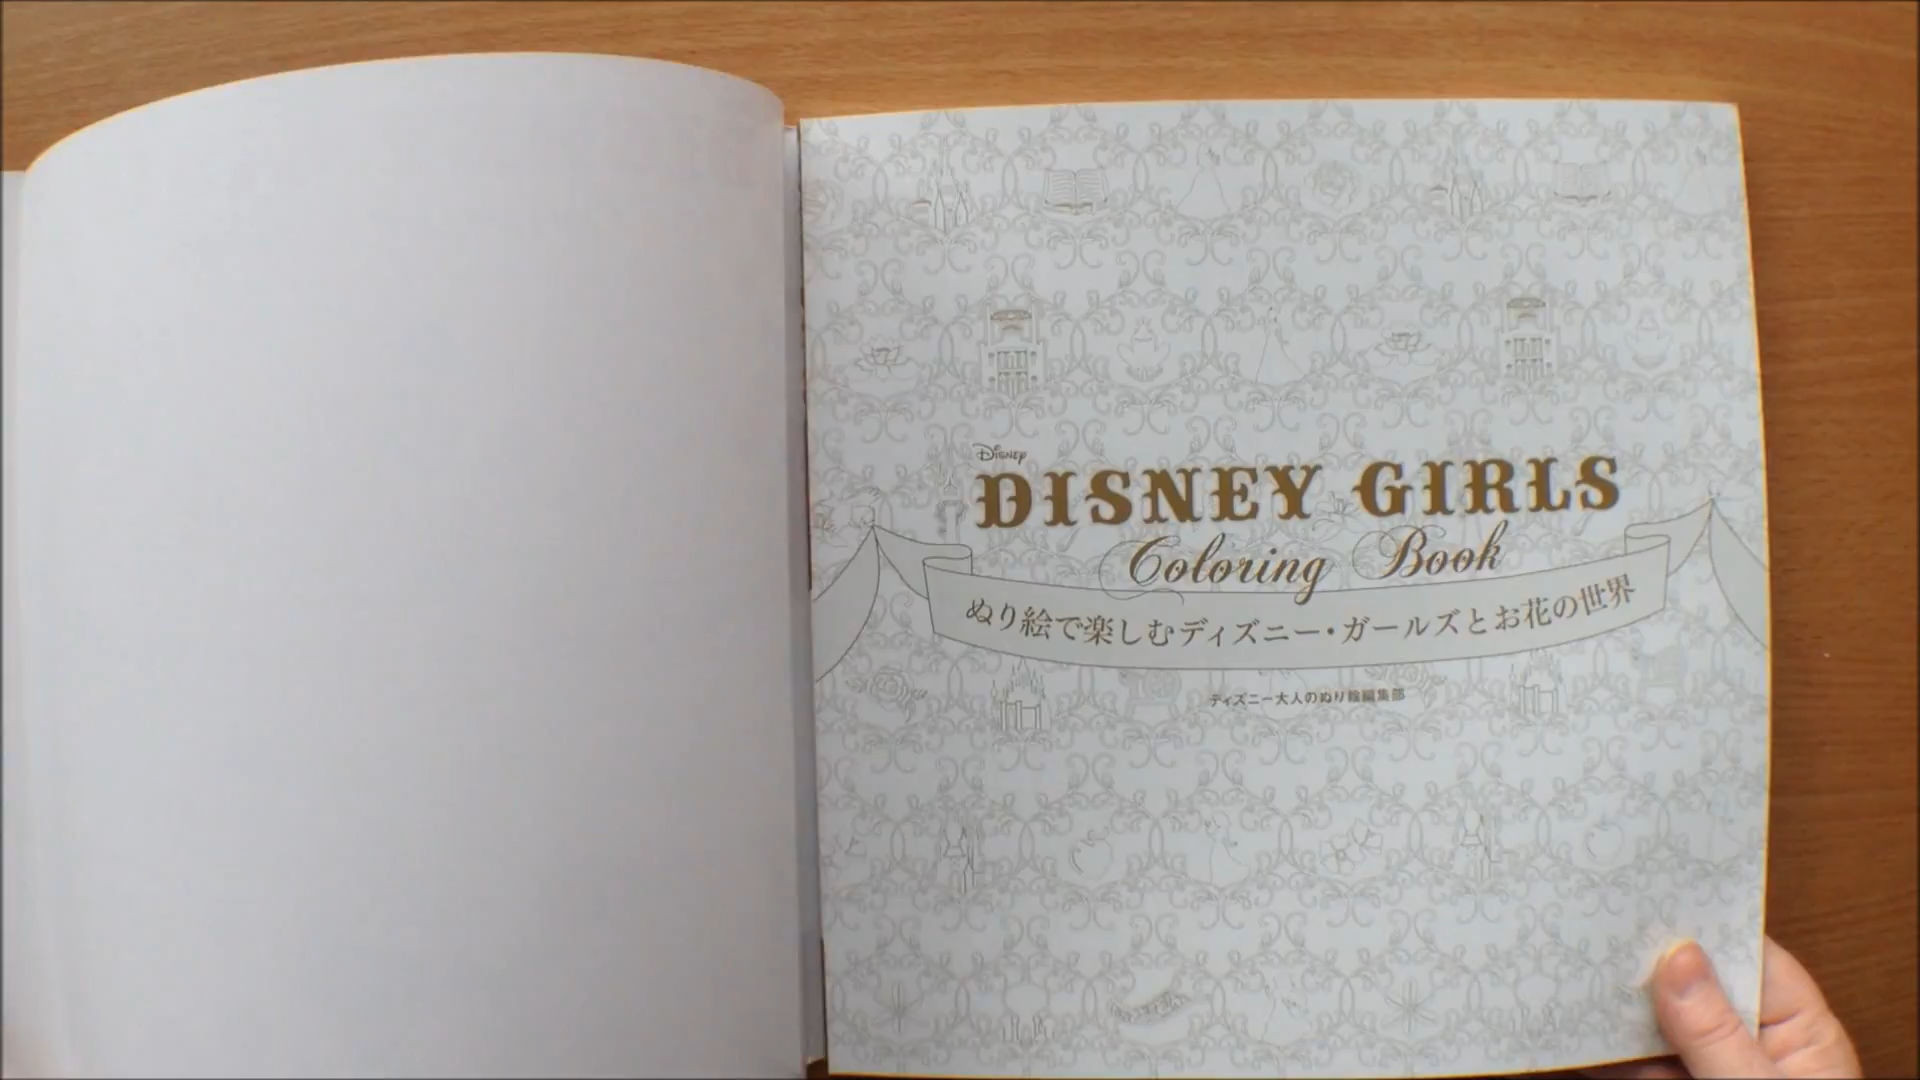 Disney
DISNEY GIRLS
Coloring Book
ぬり絵で楽しむディズニー・ガールズとお花の世界
ディズニー大人のぬり絵編集部